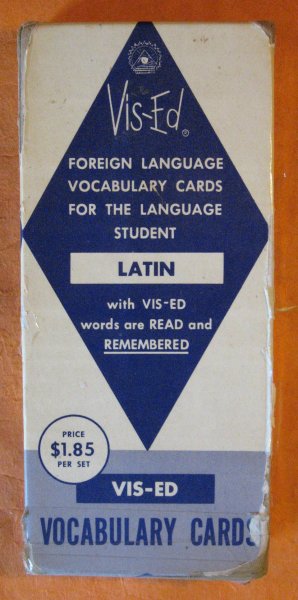 Vis-Ed®
FOREIGN LANGUAGE
VOCABULARY CARDS
FOR THE LANGUAGE
STUDENT
LATIN
with VIS-ED
words are READ and
REMEMBERED
PRICE
$1.85
PER SET
VIS-ED
VOCABULARY CARDS